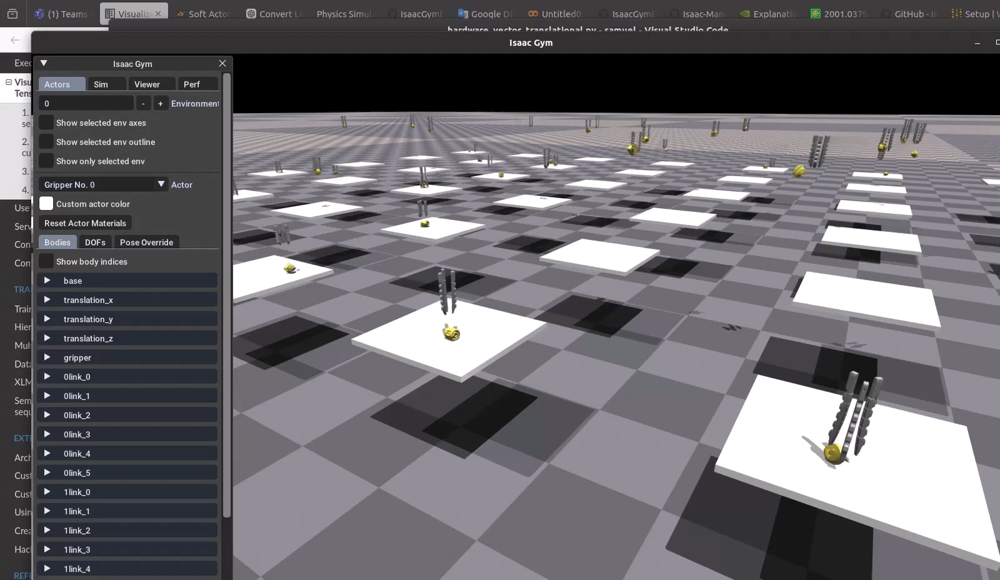 (1) Teams
Visualiz
Soft Actor
Convert Li
Physics Simul
IsaacGymE
Google Di
Untitled0.
IsaacGymE
Isaac-Man
Explanatio
2001.0379
GitHub - In
Setup | W
hardware_vector_translational.py - samuel - Visual Studio Code
Isaac Gym
Isaac Gym
Actors Sim Viewer Perf
0 - + Environment
Show selected env axes
Show selected env outline
Show only selected env
Gripper No. 0 Actor
Custom actor color
Reset Actor Materials
Bodies DOFs Pose Override
Show body indices
base
translation_x
translation_y
translation_z
gripper
0link_0
0link_1
0link_2
0link_3
0link_4
0link_5
1link_0
1link_1
1link_2
1link_3
1link_4
Exec
Visu
Tens
1.
se
2.
cu
3.
4.
Use
Serv
Con
TRA
Train
Hier
Mul
Data
XLM
Sem
sequ
EXT
Arch
Cust
Cust
Usin
Crea
Hac
REF